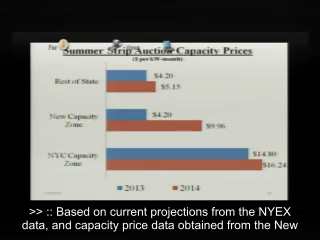 For
Summer Strip Auction Capacity Prices
($ per kW-month)
Rest of State
$4.20
$5.15
New Capacity
Zone
$4.20
$9.96
NYC Capacity
Zone
$14.80
$16.24
2013 2014
>> :: Based on current projections from the NYEX
data, and capacity price data obtained from the New